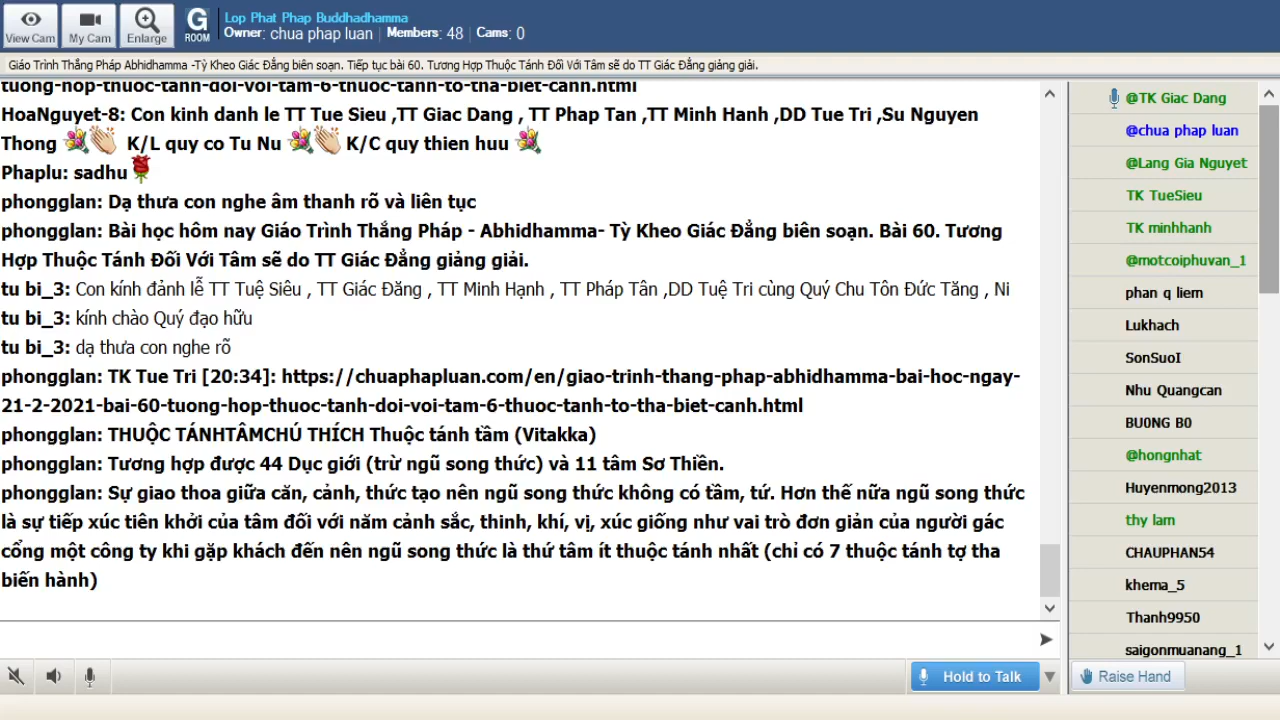 View Cam
My Cam
Enlarge
G
ROOM
Lop Phat Phap Buddhadhamma
Owner: chua phap luan Members: 48 Cams: 0
Giáo Trình Thắng Pháp Abhidhamma -Tỳ Kheo Giác Đẳng biên soạn. Tiếp tục bài 60. Tương Hợp Thuộc Tánh Đối Với Tâm sẽ do TT Giác Đẳng giảng giải.
tuong-hop-thuoc-tanh-doi-voi-tam-6-thuoc-tanh-to-tha-biet-canh.html
HoaNguyet-8: Con kinh danh le TT Tue Sieu ,TT Giac Dang , TT Phap Tan ,TT Minh Hanh ,DD Tue Tri ,Su Nguyen
Thong K/L quy co Tu Nu K/C quy thien huu
Phaplu: sadhu
phongglan: Dạ thưa con nghe âm thanh rõ và liên tục
phongglan: Bài học hôm nay Giáo Trình Thắng Pháp - Abhidhamma- Tỳ Kheo Giác Đẳng biên soạn. Bài 60. Tương
Hợp Thuộc Tánh Đối Với Tâm sẽ do TT Giác Đẳng giảng giải.
tu bi_3: Con kính đảnh lễ TT Tuệ Siêu , TT Giác Đăng , TT Minh Hạnh , TT Pháp Tân ,DD Tuệ Tri cùng Quý Chu Tôn Đức Tăng , Ni
tu bi_3: kính chào Quý đạo hữu
tu bi_3: dạ thưa con nghe rõ
phongglan: TK Tue Tri [20:34]: https://chuaphapluan.com/en/giao-trinh-thang-phap-abhidhamma-bai-hoc-ngay-
21-2-2021-bai-60-tuong-hop-thuoc-tanh-doi-voi-tam-6-thuoc-tanh-to-tha-biet-canh.html
phongglan: THUỘC TÁNHTÂMCHÚ THÍCH Thuộc tánh tầm (Vitakka)
phongglan: Tương hợp được 44 Dục giới (trừ ngũ song thức) và 11 tâm Sơ Thiền.
phongglan: Sự giao thoa giữa căn, cảnh, thức tạo nên ngũ song thức không có tầm, tứ. Hơn thế nữa ngũ song thức
là sự tiếp xúc tiên khởi của tâm đối với năm cảnh sắc, thinh, khí, vị, xúc giống như vai trò đơn giản của người gác
cổng một công ty khi gặp khách đến nên ngũ song thức là thứ tâm ít thuộc tánh nhất (chỉ có 7 thuộc tánh tợ tha
biến hành)
Hold to Talk
@TK Giac Dang
@chua phap luan
@Lang Gia Nguyet
TK TueSieu
TK minhhanh
@motcoiphuvan_1
phan q liem
Lukhach
SonSuoI
Nhu Quangcan
BU0NG B0
@hongnhat
Huyenmong2013
thy lam
CHAUPHAN54
khema_5
Thanh9950
saigonmuanang_1
Raise Hand